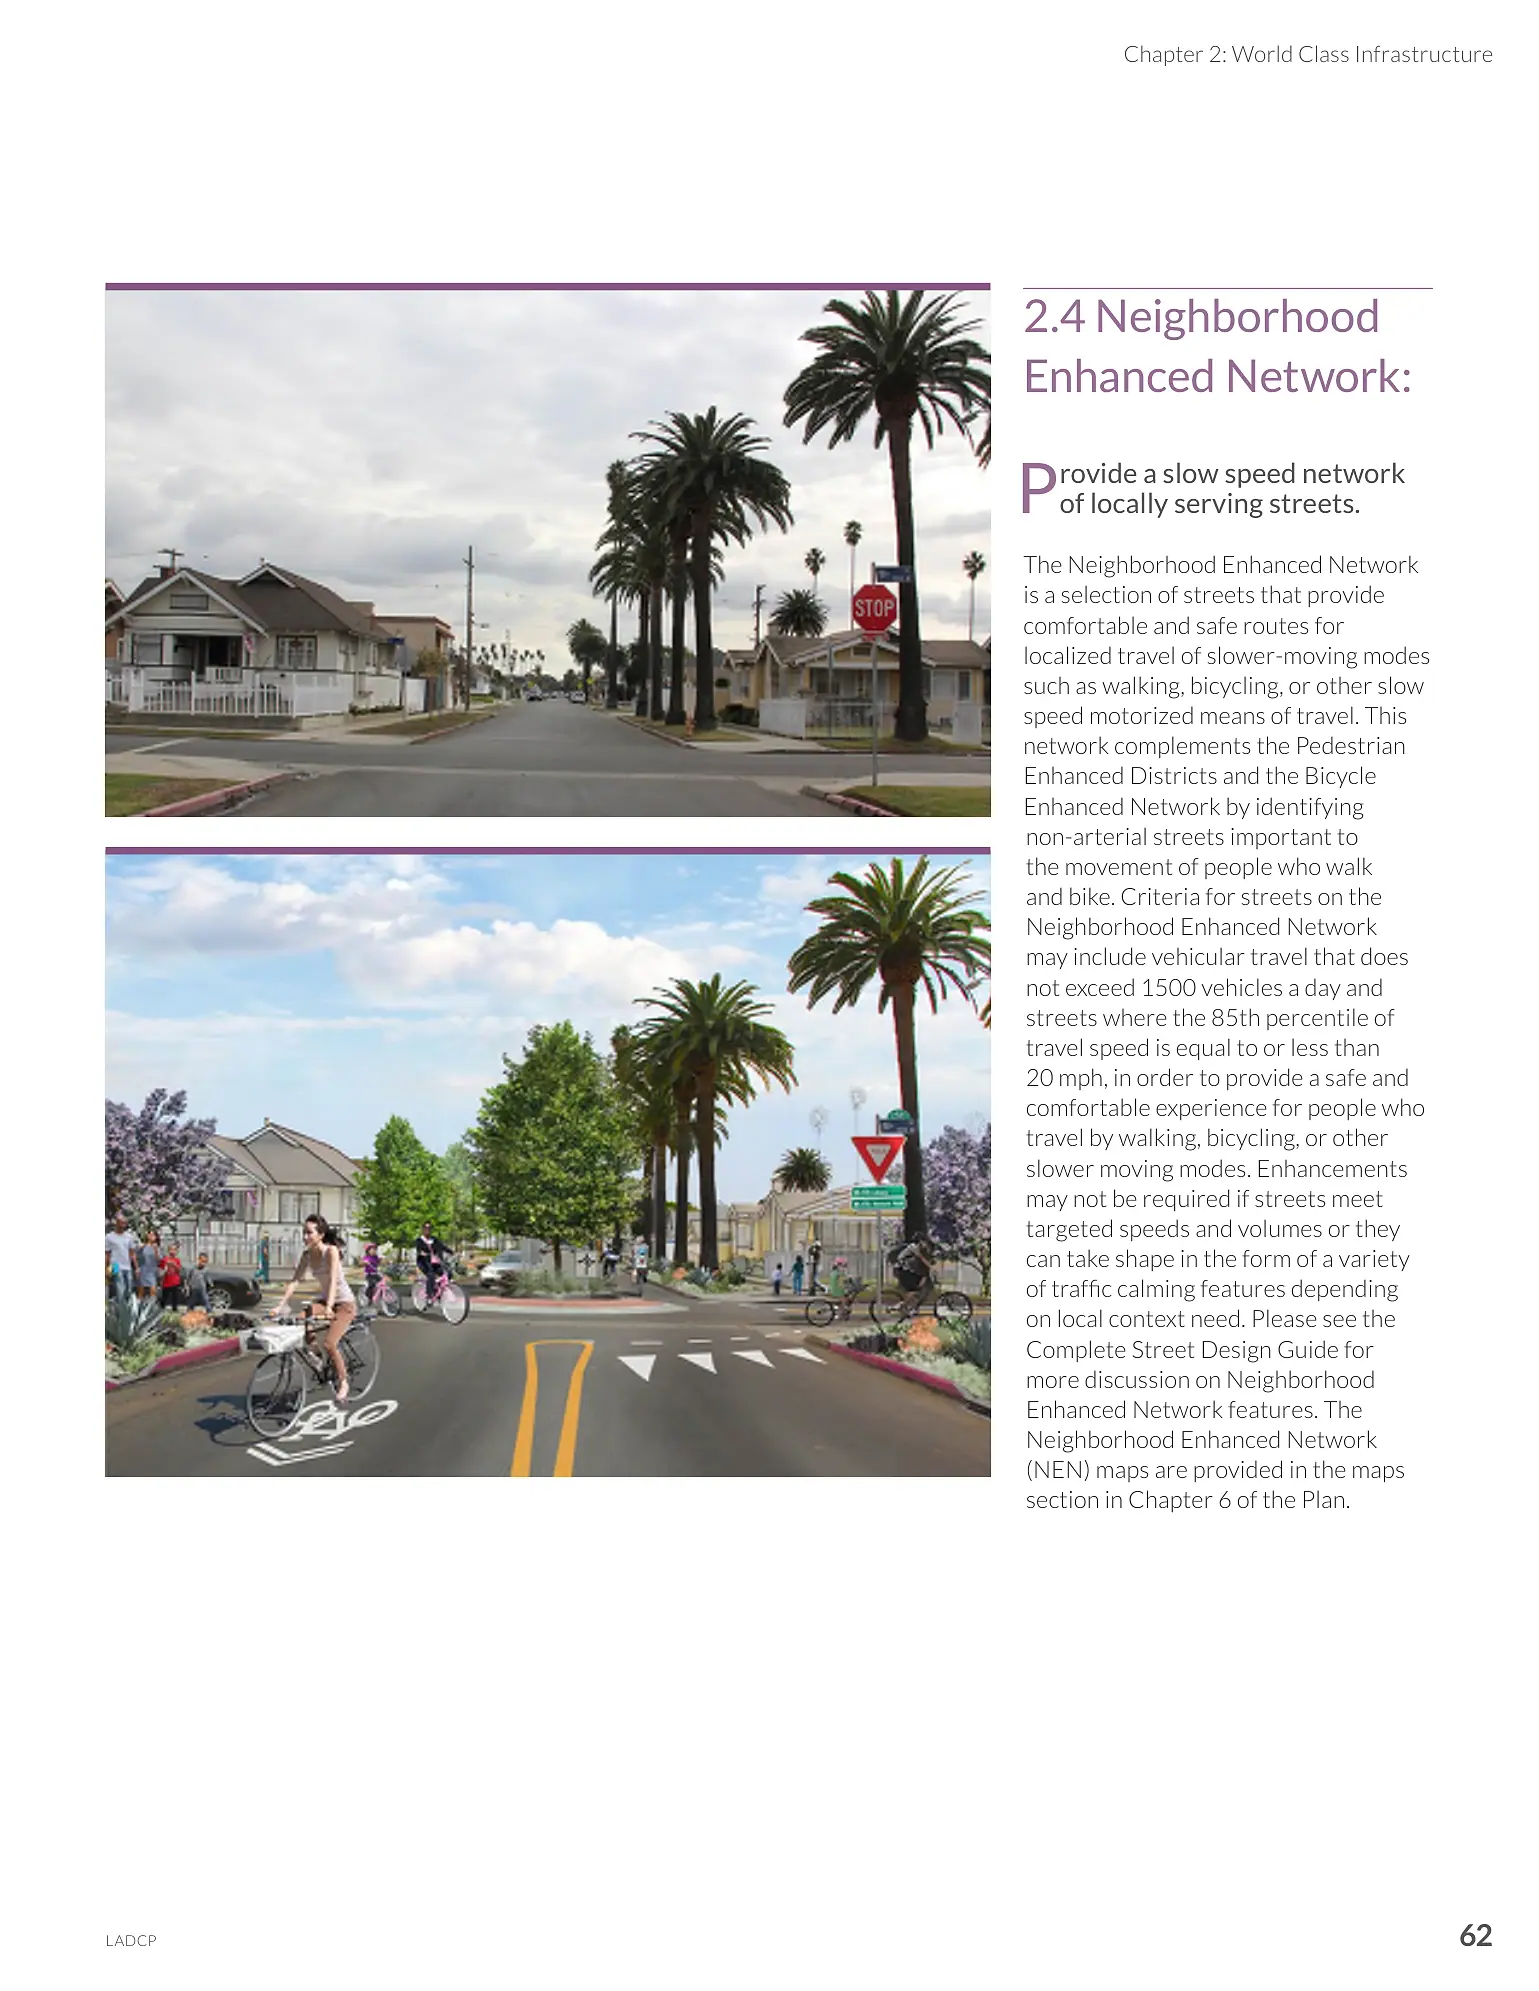 Chapter 2: World Class Infrastructure
STOP
2.4 Neighborhood
Enhanced Network:
Provide a slow speed network
of locally serving streets.
The Neighborhood Enhanced Network
is a selection of streets that provide
comfortable and safe routes for
localized travel of slower-moving modes
such as walking, bicycling, or other slow
speed motorized means of travel. This
network complements the Pedestrian
Enhanced Districts and the Bicycle
Enhanced Network by identifying
non-arterial streets important to
the movement of people who walk
and bike. Criteria for streets on the
Neighborhood Enhanced Network
may include vehicular travel that does
not exceed 1500 vehicles a day and
streets where the 85th percentile of
travel speed is equal to or less than
20 mph, in order to provide a safe and
comfortable experience for people who
travel by walking, bicycling, or other
slower moving modes. Enhancements
may not be required if streets meet
targeted speeds and volumes or they
can take shape in the form of a variety
of traffic calming features depending
on local context need. Please see the
Complete Street Design Guide for
more discussion on Neighborhood
Enhanced Network features. The
Neighborhood Enhanced Network
(NEN) maps are provided in the maps
section in Chapter 6 of the Plan.
LADCP
62